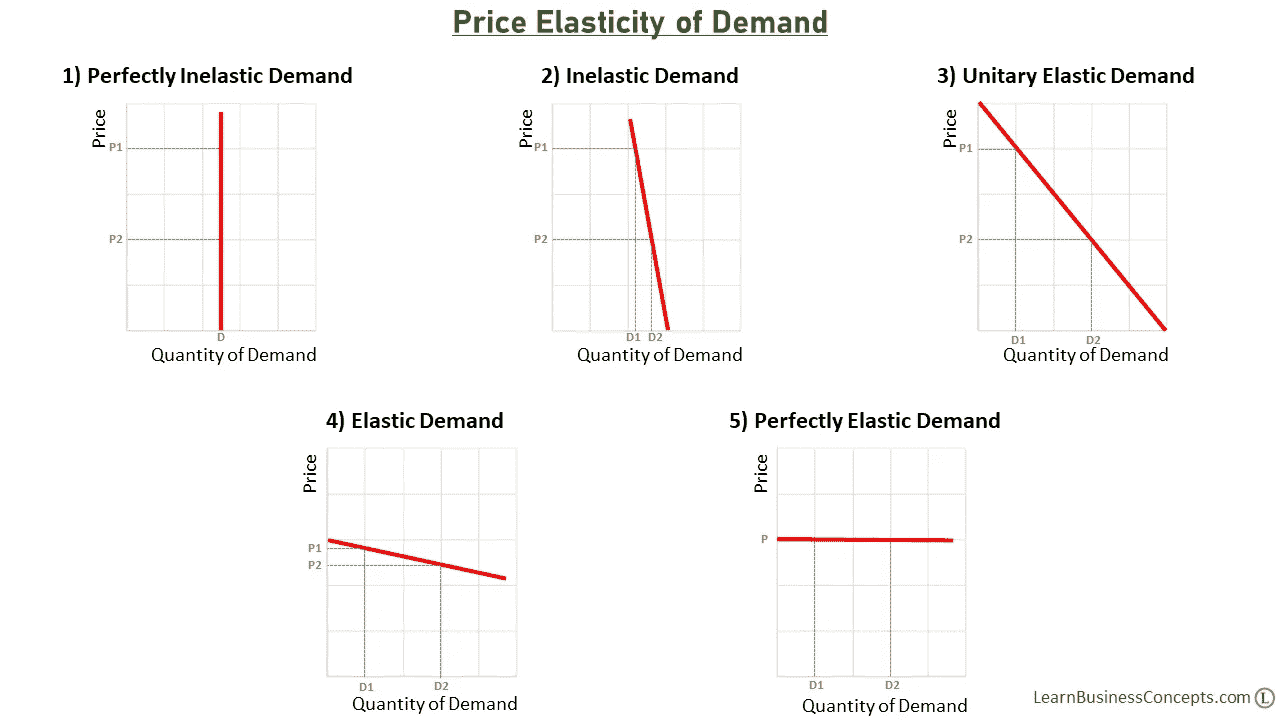 Price Elasticity of Demand
1) Perfectly Inelastic Demand
Price
P1
P2
D
Quantity of Demand
2) Inelastic Demand
Price
P1
P2
D1 D2
Quantity of Demand
3) Unitary Elastic Demand
Price
P1
P2
D1 D2
Quantity of Demand
4) Elastic Demand
Price
P1
P2
D1 D2
Quantity of Demand
5) Perfectly Elastic Demand
Price
P
D1 D2
Quantity of Demand
LearnBusinessConcepts.com L